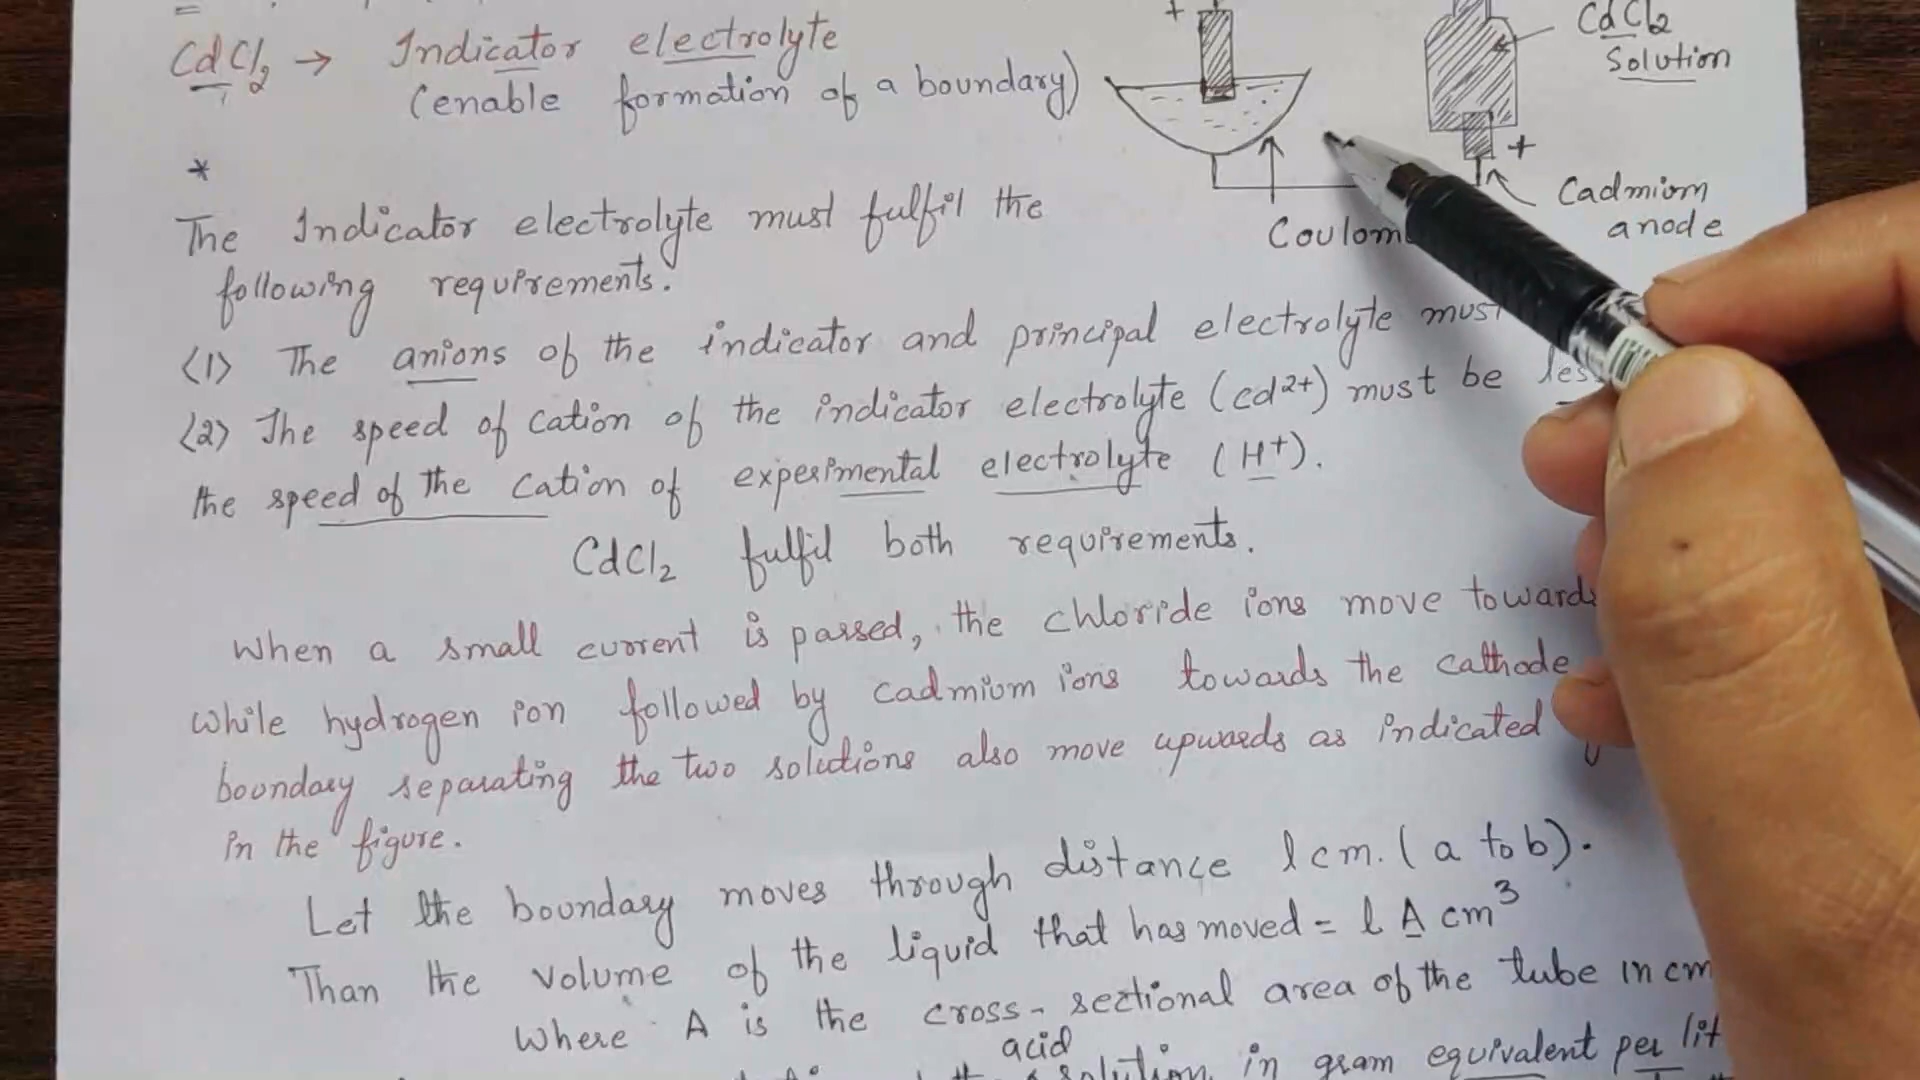 CdCl2 → Indicator electrolyte
(enable formation of a boundary)
+
CdCl2
Solution
+
Cadmium
anode
*
The Indicator electrolyte must fulfil the
following requirements.
(1) The anions of the indicator and principal electrolyte must
(2) The speed of cation of the indicator electrolyte (cd2+) must be
the speed of the cation of experimental electrolyte (H+).
CdCl2 fulfil both requirements.
When a small current is passed, the chloride ions move towards
while hydrogen ion followed by cadmium ions towards the cathode
boundary separating the two solutions also move upwards as indicated
in the figure.
Let the boundary moves through distance l cm. (a to b).
Than the volume of the liquid that has moved = l A cm3
Where A is the cross-sectional area of the tube in cm
acid
solution in gram equivalent per lit